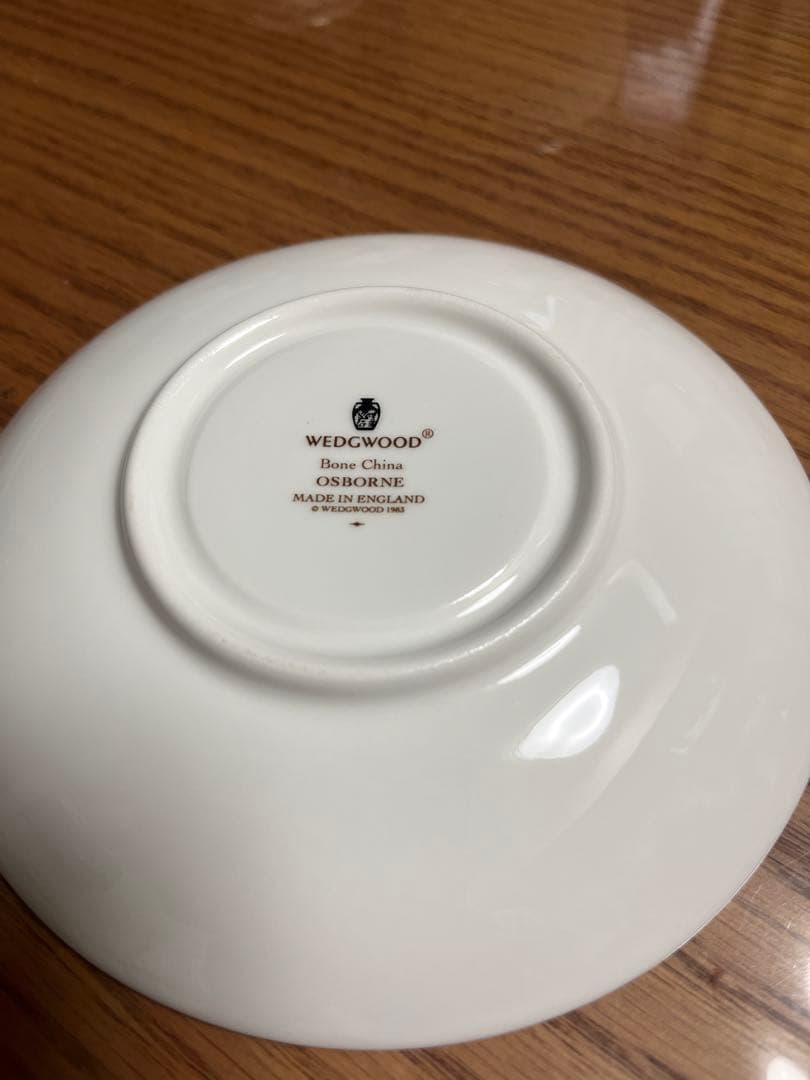 WEDGWOOD®
Bone China
OSBORNE
MADE IN ENGLAND
© WEDGWOOD 1983